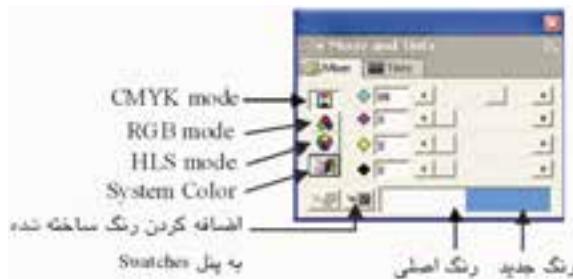 Mixer and Tints
Mixer Tints
CMYK mode
RGB mode
HLS mode
System Color
اضافه کردن رنگ ساخته شده
به پنل Swatches
رنگ اصلی
رنگ جدید